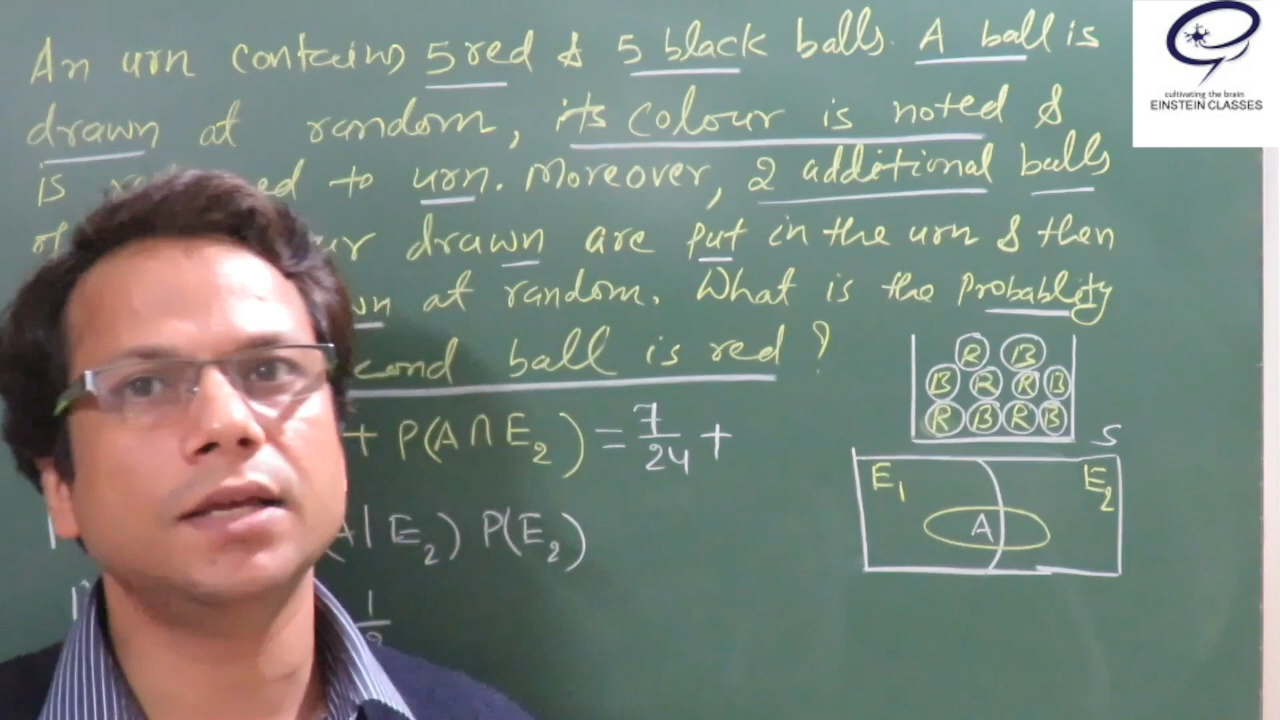 An urn contains 5 red & 5 black balls. A ball is
drawn at random, its colour is noted &
is ed to urn. Moreover, 2 additional balls
of ur drawn are put in the urn & then
wn at random. What is the Probablity
cond ball is red ?
+ P(A∩E₂) = 7/24 +
A|E₂) P(E₂)
1
R B
B R R B
R B R B
S
E₁ E₂
A
cultivating the brain
EINSTEIN CLASSES